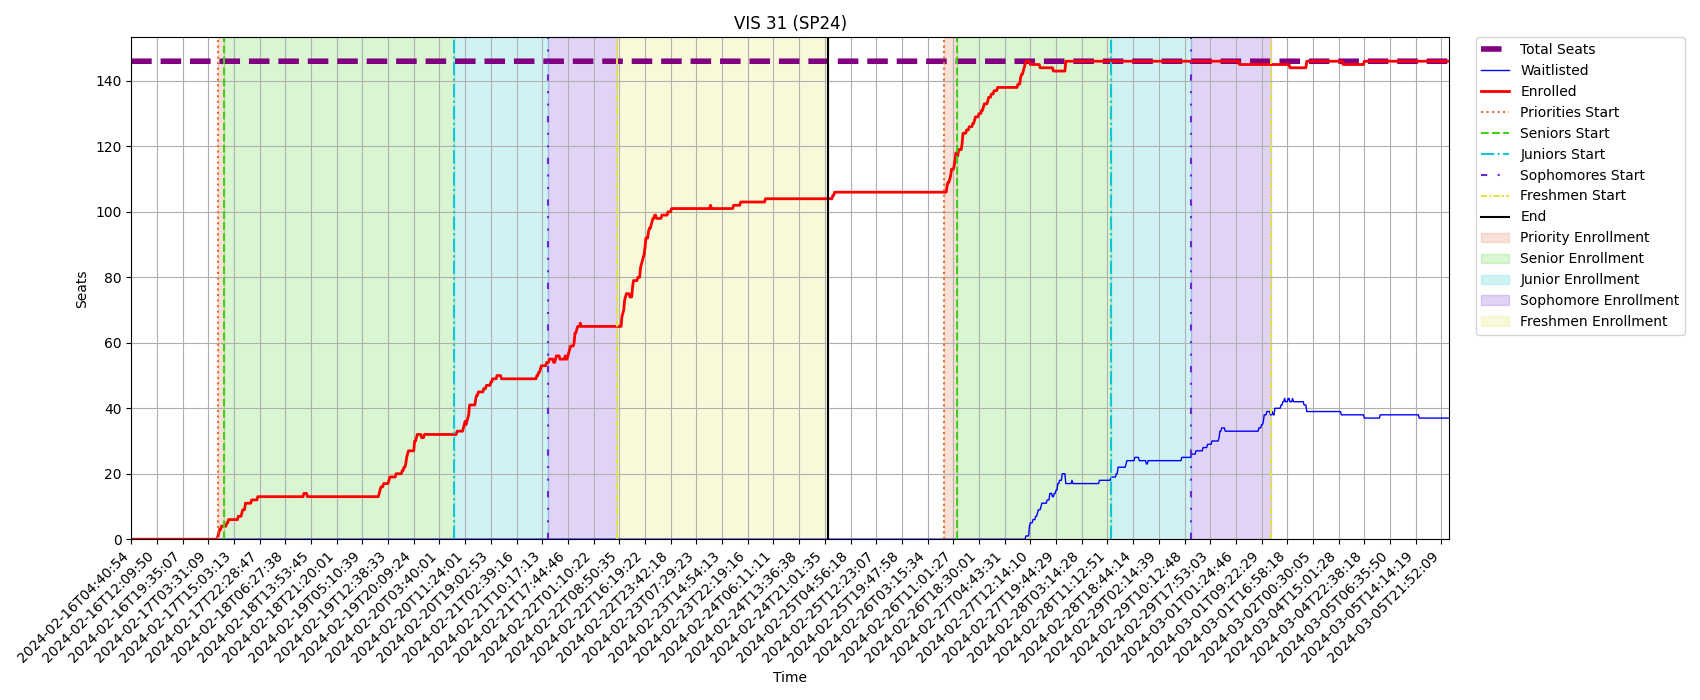 VIS 31 (SP24)
Seats
140
120
100
80
60
40
20
0
2024-02-16T04:40:54
2024-02-16T12:09:50
2024-02-16T19:35:07
2024-02-17T03:31:09
2024-02-17T15:03:13
2024-02-17T22:28:47
2024-02-18T06:27:38
2024-02-18T13:53:45
2024-02-18T21:20:01
2024-02-19T05:10:39
2024-02-19T12:38:33
2024-02-19T20:09:24
2024-02-20T03:40:01
2024-02-20T11:24:01
2024-02-20T19:02:53
2024-02-21T02:39:16
2024-02-21T10:17:13
2024-02-21T17:44:46
2024-02-22T01:10:22
2024-02-22T08:50:35
2024-02-22T16:19:22
2024-02-22T23:42:18
2024-02-23T07:29:23
2024-02-23T14:54:13
2024-02-23T22:19:16
2024-02-24T06:11:11
2024-02-24T13:36:38
2024-02-24T21:01:35
2024-02-25T04:56:18
2024-02-25T12:23:07
2024-02-25T19:47:58
2024-02-26T03:15:34
2024-02-26T11:01:27
2024-02-26T18:30:01
2024-02-27T04:43:31
2024-02-27T12:14:10
2024-02-27T19:44:29
2024-02-28T03:14:28
2024-02-28T11:12:51
2024-02-28T18:44:14
2024-02-29T02:14:39
2024-02-29T10:12:48
2024-02-29T17:53:03
2024-03-01T01:24:46
2024-03-01T09:22:29
2024-03-01T16:58:18
2024-03-04T00:30:05
2024-03-04T15:01:28
2024-03-04T22:38:18
2024-03-05T06:35:50
2024-03-05T14:14:19
2024-03-05T21:52:09
Time
Total Seats
Waitlisted
Enrolled
Priorities Start
Seniors Start
Juniors Start
Sophomores Start
Freshmen Start
End
Priority Enrollment
Senior Enrollment
Junior Enrollment
Sophomore Enrollment
Freshmen Enrollment